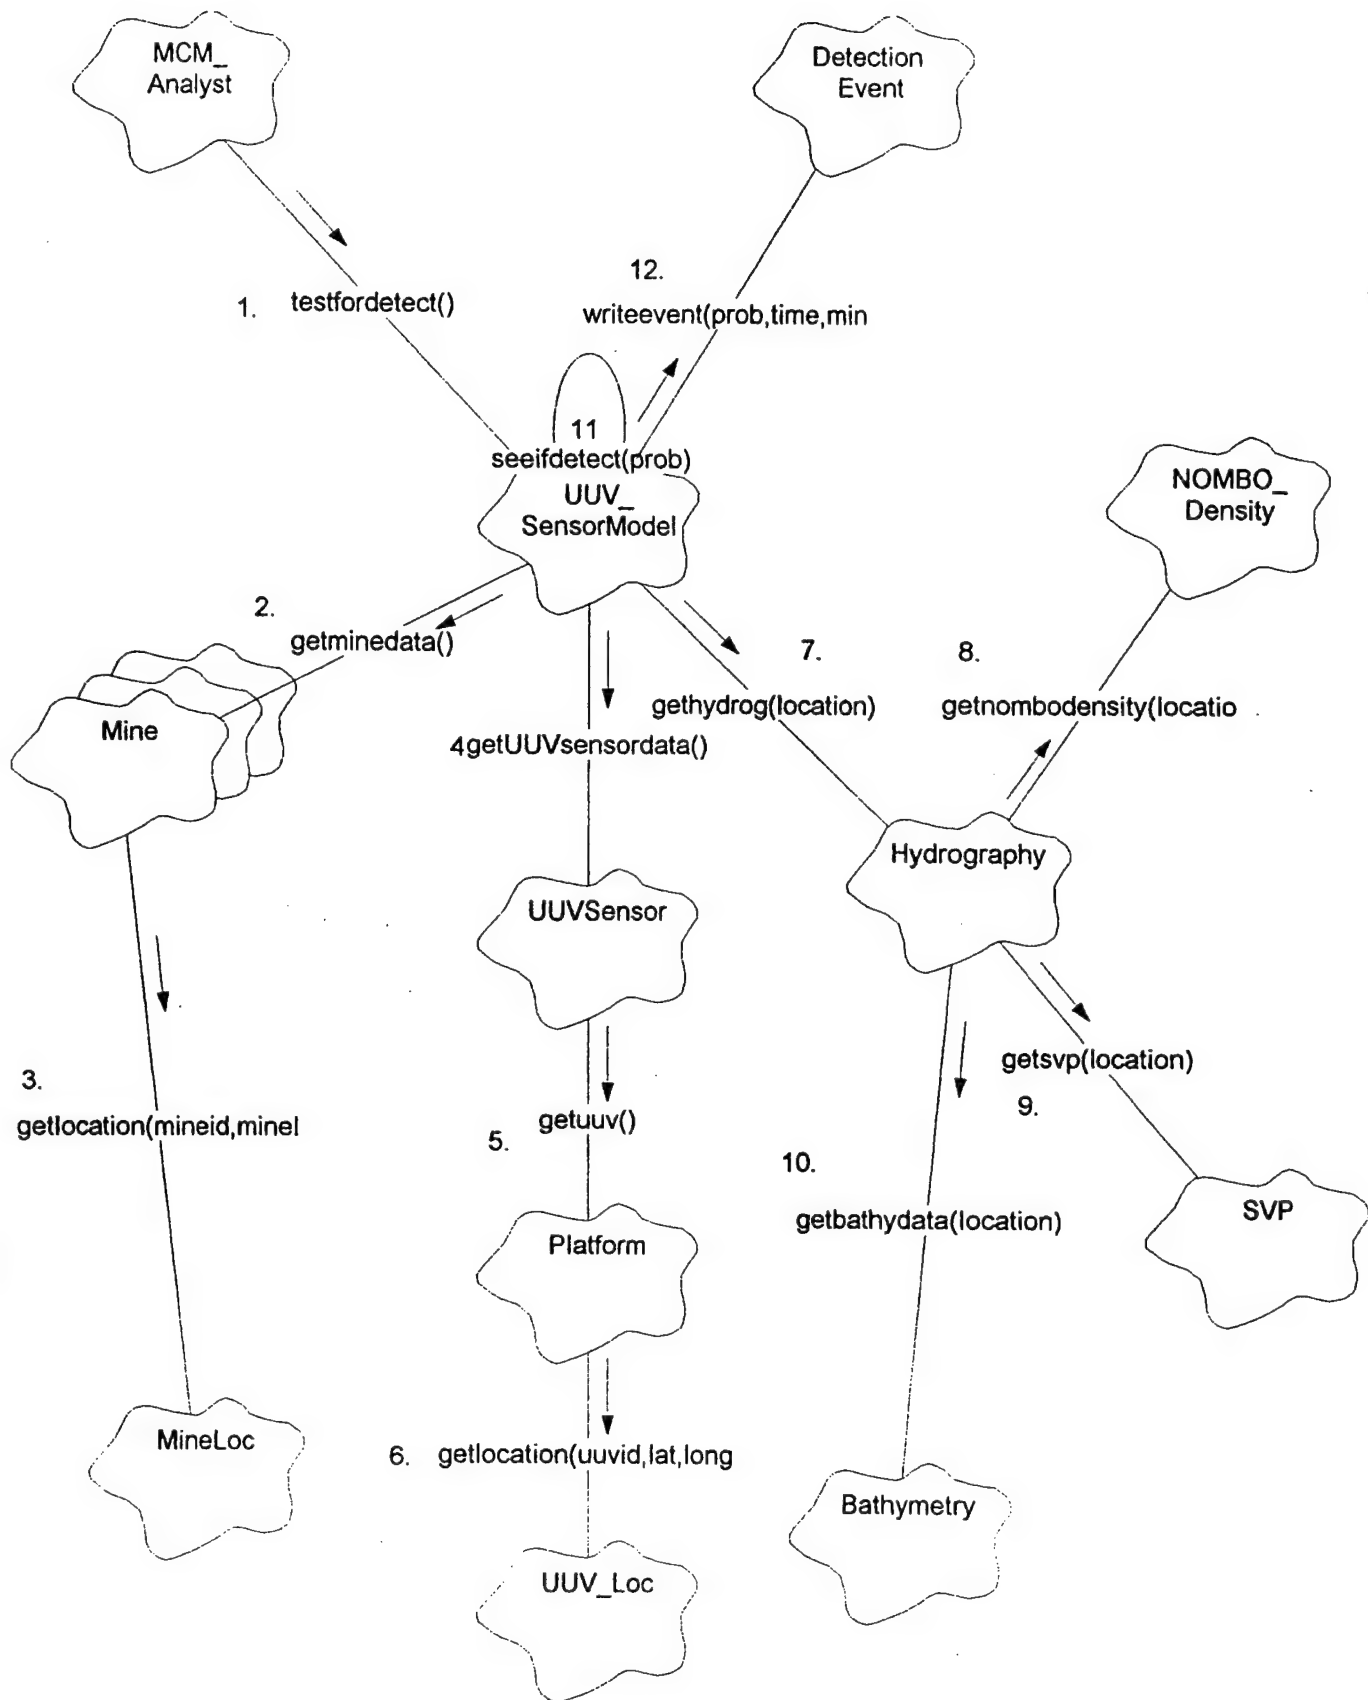 MCM_
Analyst
Detection
Event
12.
1. testfordetect()
writeevent(prob,time,min
11
seeifdetect(prob)
UUV_
SensorModel
NOMBO_
Density
2.
getminedata()
7.
8.
gethydrog(location)
getnombodensity(locatio
Mine
4getUUVsensordata()
Hydrography
UUVSensor
getsvp(location)
9.
3.
getlocation(mineid,minel
getuuv()
5.
10.
getbathydata(location)
SVP
Platform
MineLoc
6. getlocation(uuvid,lat,long
Bathymetry
UUV_Loc